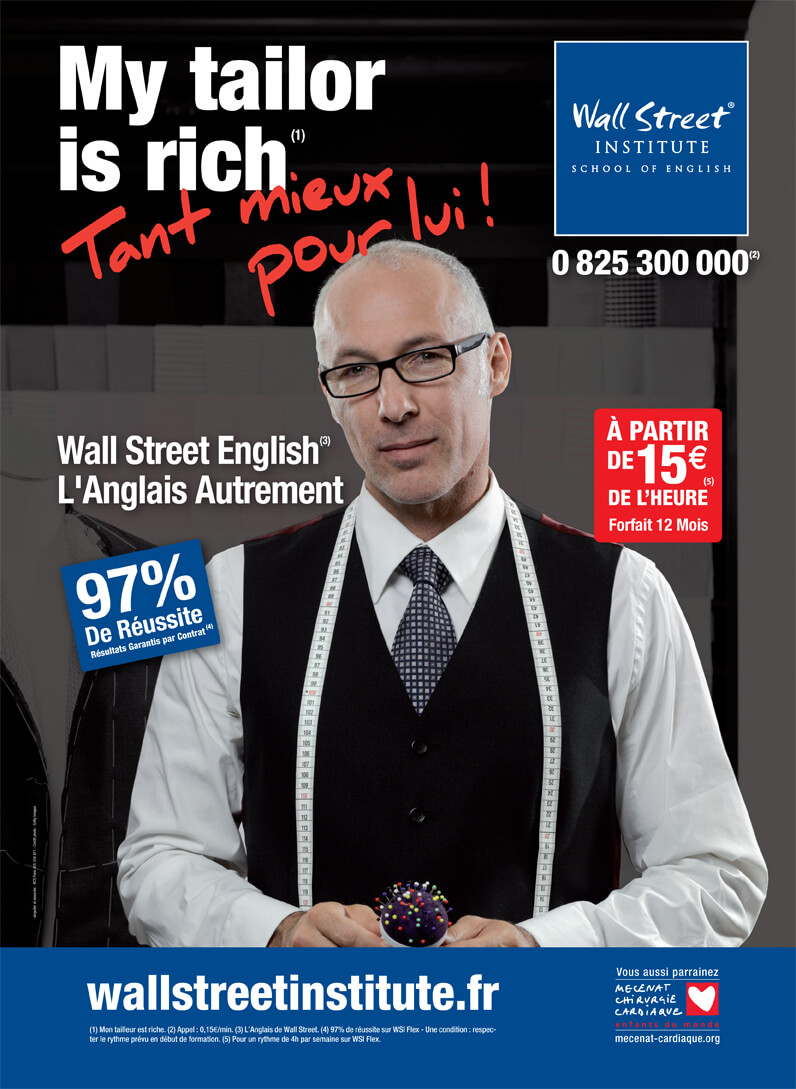 My tailor
is rich(1)
Tant mieux
pour lui !
Wall Street®
INSTITUTE
SCHOOL OF ENGLISH
0 825 300 000(2)
Wall Street English(3)
L'Anglais Autrement
À PARTIR
DE 15€(5)
DE L'HEURE
Forfait 12 Mois
97%
De Réussite
Résultats Garantis par Contrat(4)
wallstreetinstitute.fr
(1) Mon tailleur est riche. (2) Appel : 0,15€/min. (3) L'Anglais de Wall Street. (4) 97% de réussite sur WSI Flex - Une condition : respec-
ter le rythme prévu en début de formation. (5) Pour un rythme de 4h par semaine sur WSI Flex.
Vous aussi parrainez
MECENAT
CHIRURGIE
CARDIAQUE
enfants du monde
mecenat-cardiaque.org